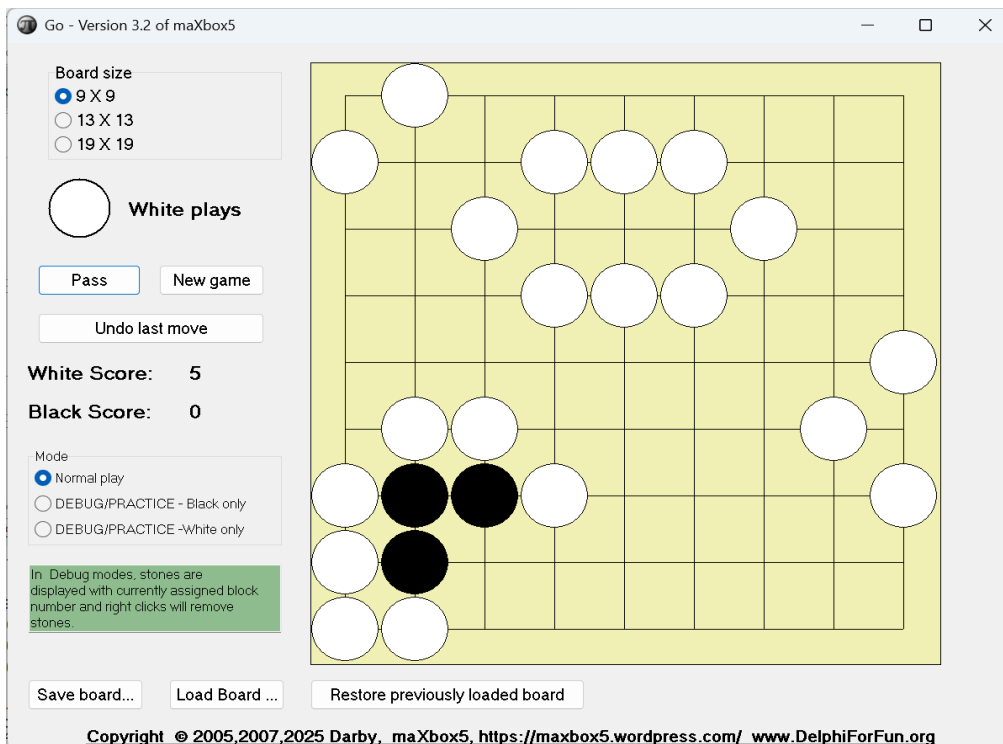 Go - Version 3.2 of maXbox5
Board size
9 X 9
13 X 13
19 X 19
White plays
Pass
New game
Undo last move
White Score: 5
Black Score: 0
Mode
Normal play
DEBUG/PRACTICE - Black only
DEBUG/PRACTICE -White only
In Debug modes, stones are
displayed with currently assigned block
number and right clicks will remove
stones.
Save board...
Load Board ...
Restore previously loaded board
Copyright © 2005,2007,2025 Darby, maXbox5, https://maxbox5.wordpress.com/ www.DelphiForFun.org